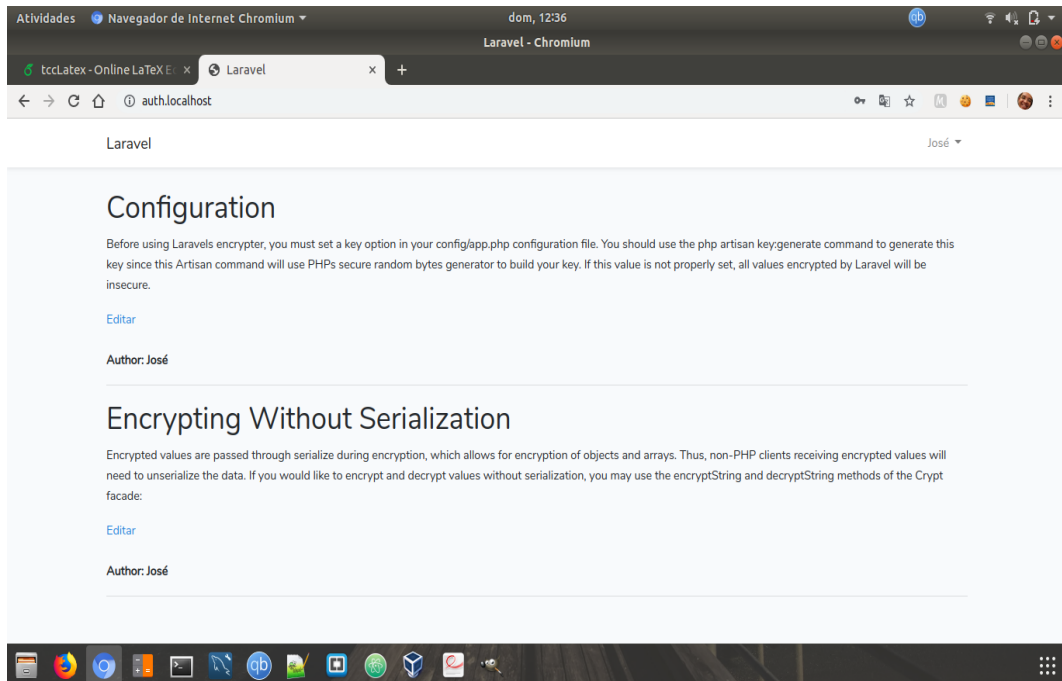 Atividades Navegador de Internet Chromium dom, 12:36
Laravel - Chromium
tccLatex - Online LaTeX E Laravel
auth.localhost
Laravel José
Configuration
Before using Laravels encrypter, you must set a key option in your config/app.php configuration file. You should use the php artisan key:generate command to generate this
key since this Artisan command will use PHPs secure random bytes generator to build your key. If this value is not properly set, all values encrypted by Laravel will be
insecure.
Editar
Author: José
Encrypting Without Serialization
Encrypted values are passed through serialize during encryption, which allows for encryption of objects and arrays. Thus, non-PHP clients receiving encrypted values will
need to unserialize the data. If you would like to encrypt and decrypt values without serialization, you may use the encryptString and decryptString methods of the Crypt
facade:
Editar
Author: José